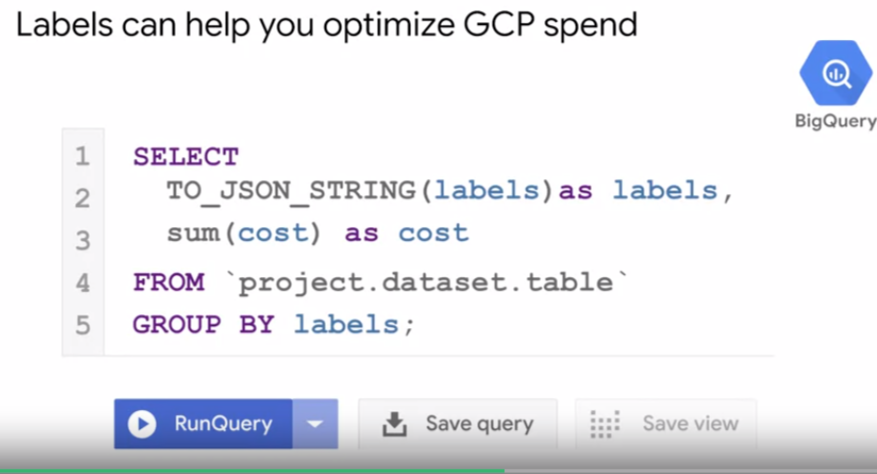 Labels can help you optimize GCP spend
BigQuery
1 SELECT
2 TO_JSON_STRING(labels)as labels,
3 sum(cost) as cost
4 FROM `project.dataset.table`
5 GROUP BY labels;
RunQuery Save query Save view